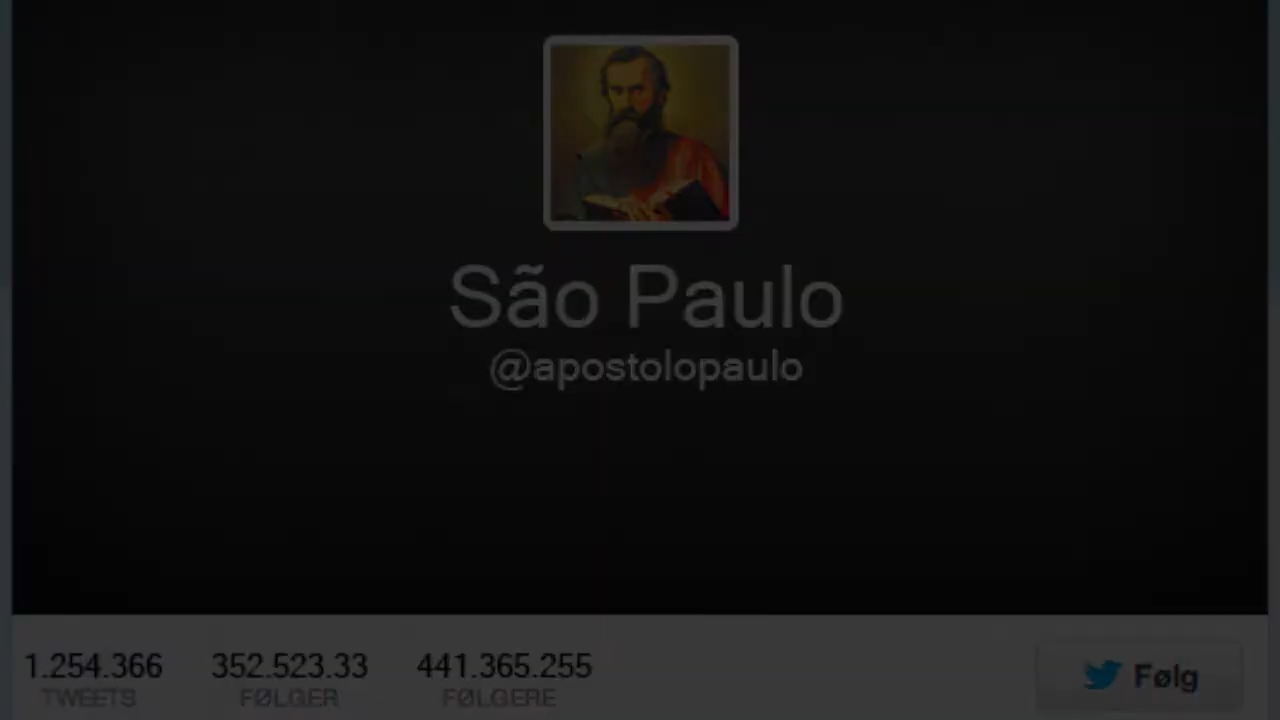 São Paulo
@apostolopaulo
1.254.366 352.523.33 441.365.255
TWEETS FØLGER FØLGERE
Følg